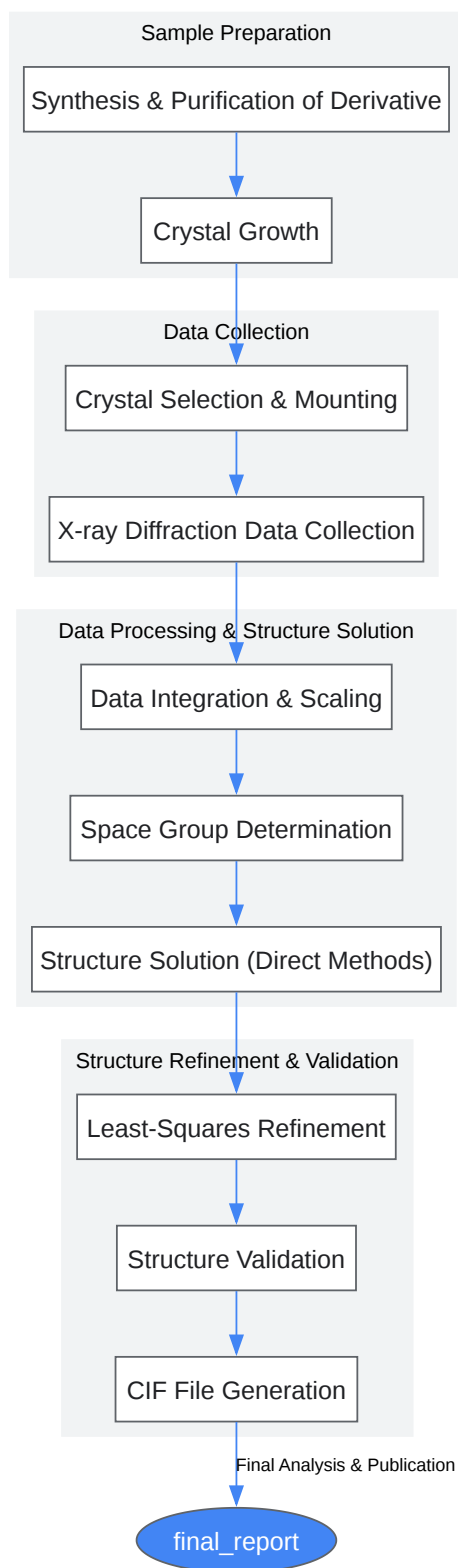 Sample Preparation
Synthesis & Purification of Derivative
Crystal Growth
Data Collection
Crystal Selection & Mounting
X-ray Diffraction Data Collection
Data Processing & Structure Solution
Data Integration & Scaling
Space Group Determination
Structure Solution (Direct Methods)
Structure Refinement & Validation
Least-Squares Refinement
Structure Validation
CIF File Generation
Final Analysis & Publication
final_report